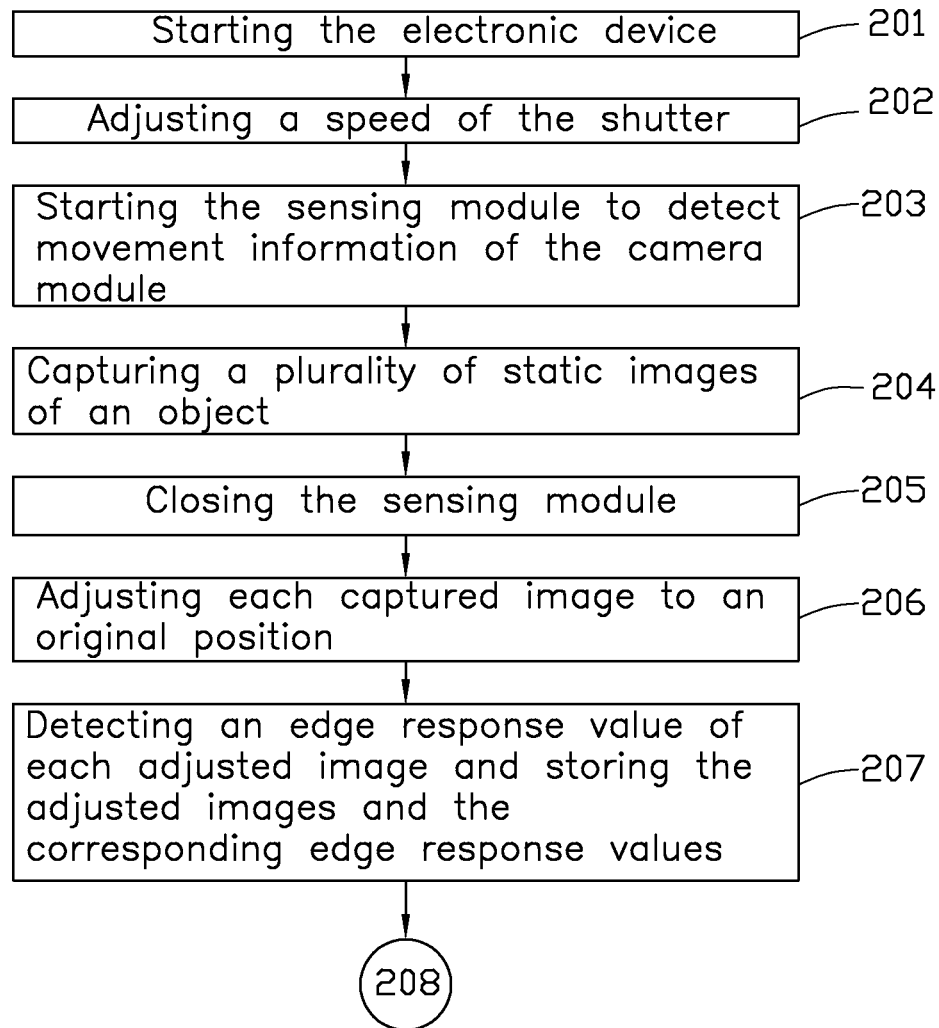 Starting the electronic device
201
Adjusting a speed of the shutter
202
Starting the sensing module to detect
movement information of the camera
module
203
Capturing a plurality of static images
of an object
204
Closing the sensing module
205
Adjusting each captured image to an
original position
206
Detecting an edge response value of
each adjusted image and storing the
adjusted images and the
corresponding edge response values
207
208